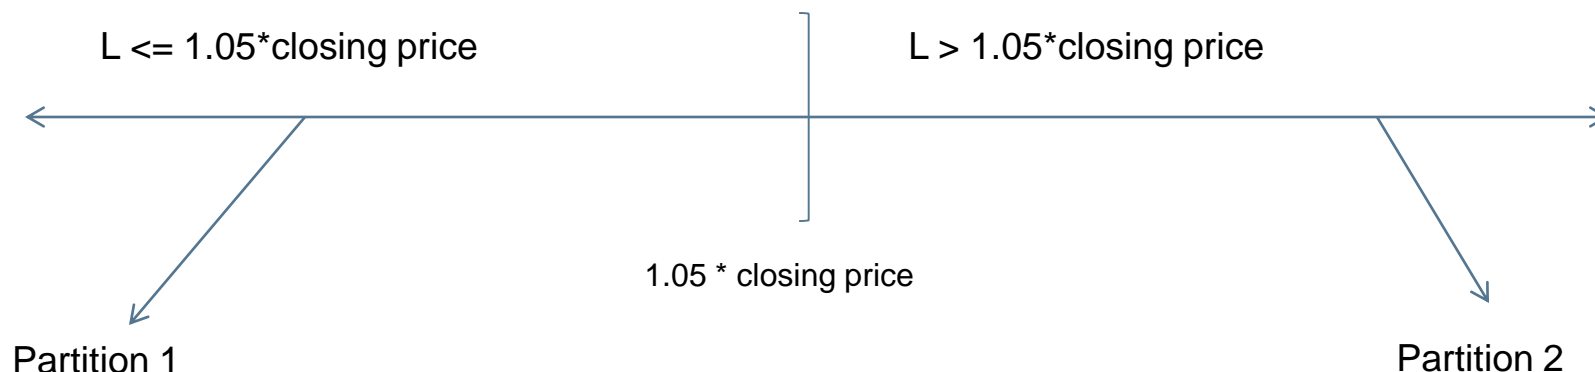 L <= 1.05*closing price
L > 1.05*closing price
1.05 * closing price
Partition 1
Partition 2